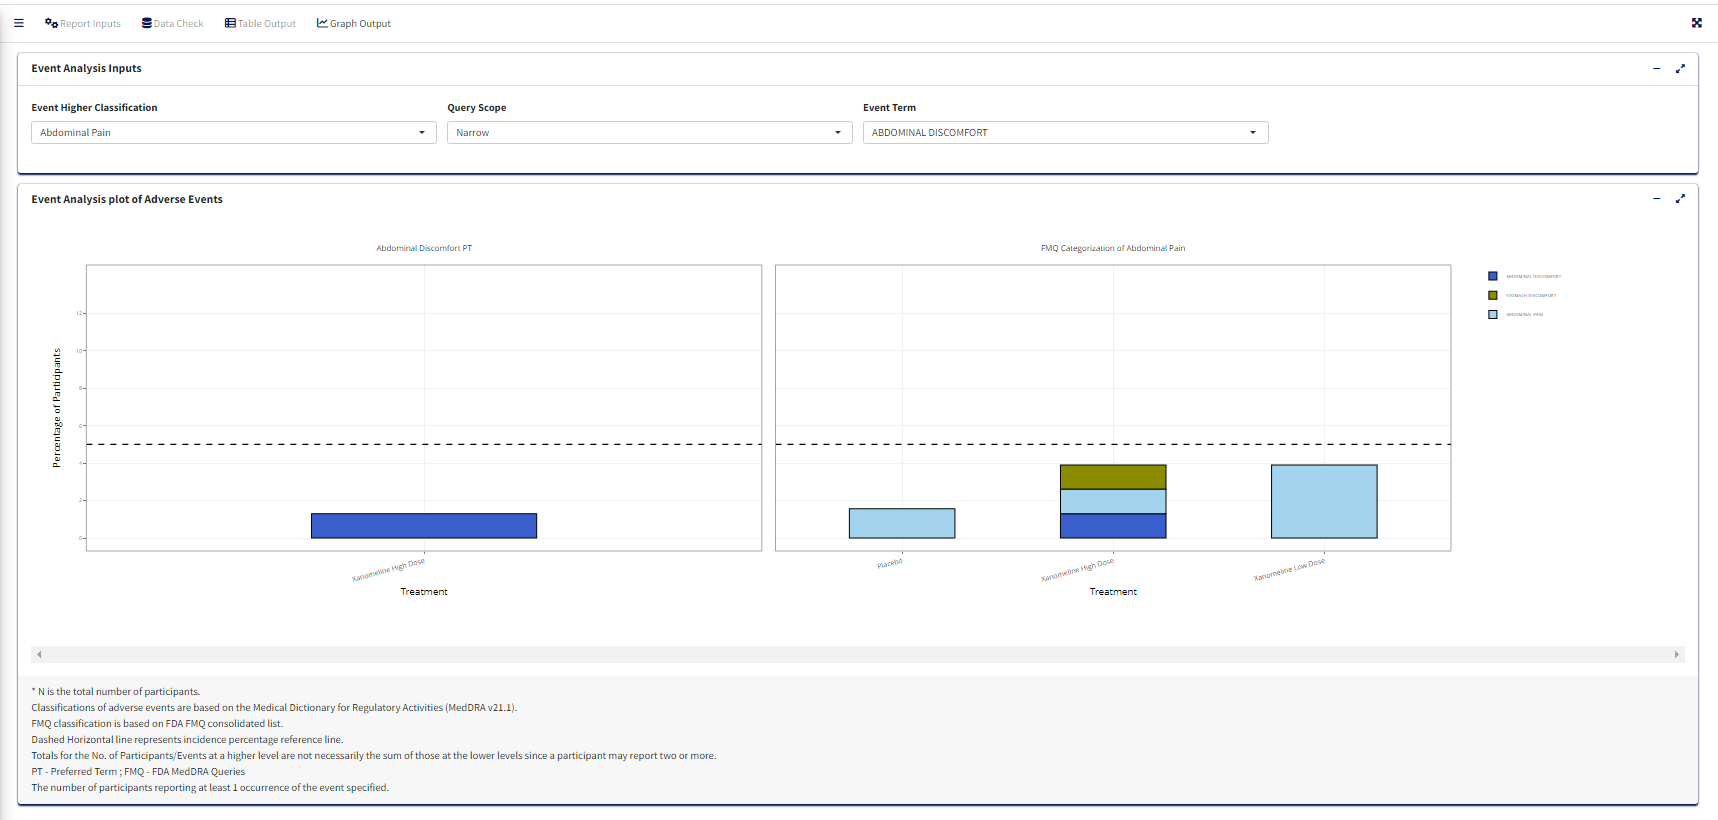 Report Inputs Data Check Table Output Graph Output
Event Analysis Inputs
Event Higher Classification Query Scope Event Term
Abdominal Pain Narrow ABDOMINAL DISCOMFORT
Event Analysis plot of Adverse Events
Abdominal Discomfort PT FMQ Categorization of Abdominal Pain
ABDOMINAL DISCOMFORT
STOMACH DISCOMFORT
ABDOMINAL PAIN
12
10
8
6
4
2
0
Percentage of Participants
Xanomeline High Dose Placebo Xanomeline High Dose Xanomeline Low Dose
Treatment Treatment
* N is the total number of participants.
Classifications of adverse events are based on the Medical Dictionary for Regulatory Activities (MedDRA v21.1).
FMQ classification is based on FDA FMQ consolidated list.
Dashed Horizontal line represents incidence percentage reference line.
Totals for the No. of Participants/Events at a higher level are not necessarily the sum of those at the lower levels since a participant may report two or more.
PT - Preferred Term ; FMQ - FDA MedDRA Queries
The number of participants reporting at least 1 occurrence of the event specified.